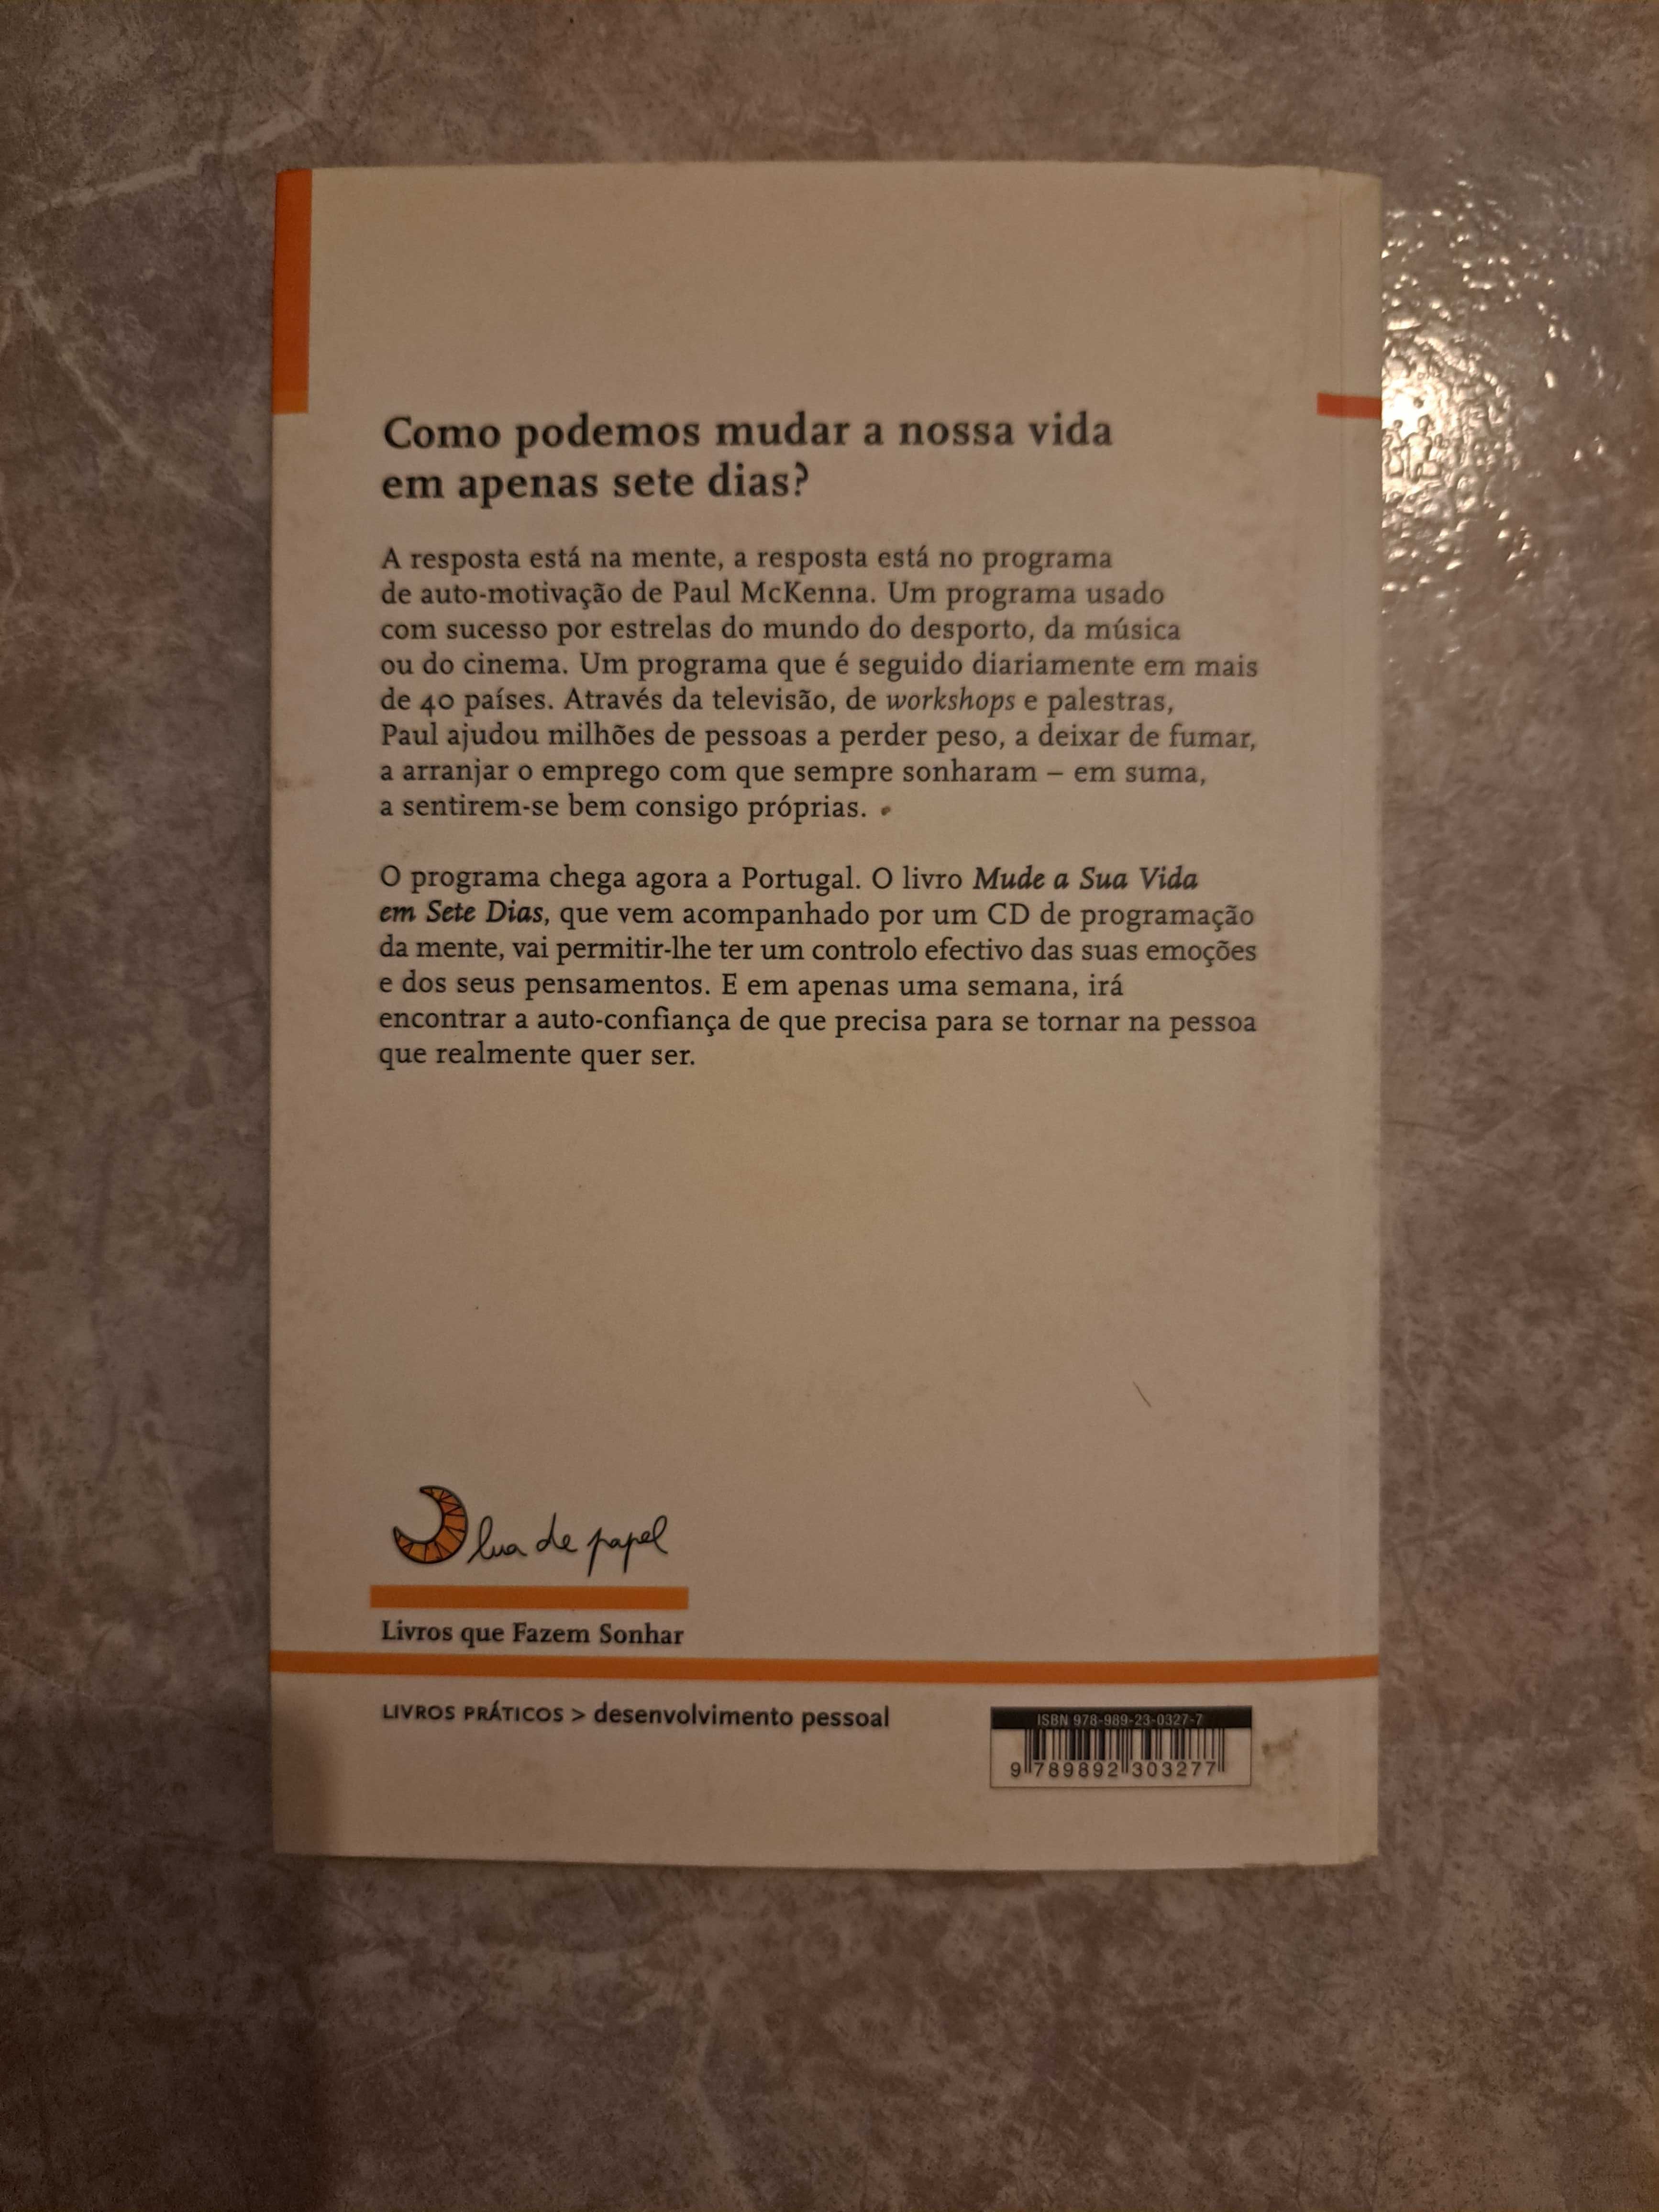 Como podemos mudar a nossa vida
em apenas sete dias?
A resposta está na mente, a resposta está no programa
de auto-motivação de Paul McKenna. Um programa usado
com sucesso por estrelas do mundo do desporto, da música
ou do cinema. Um programa que é seguido diariamente em mais
de 40 países. Através da televisão, de workshops e palestras,
Paul ajudou milhões de pessoas a perder peso, a deixar de fumar,
a arranjar o emprego com que sempre sonharam – em suma,
a sentirem-se bem consigo próprias.
O programa chega agora a Portugal. O livro Mude a Sua Vida
em Sete Dias, que vem acompanhado por um CD de programação
da mente, vai permitir-lhe ter um controlo efectivo das suas emoções
e dos seus pensamentos. E em apenas uma semana, irá
encontrar a auto-confiança de que precisa para se tornar na pessoa
que realmente quer ser.
lua de papel
Livros que Fazem Sonhar
LIVROS PRÁTICOS > desenvolvimento pessoal
ISBN 978-989-23-0327-7
9 789892 303277